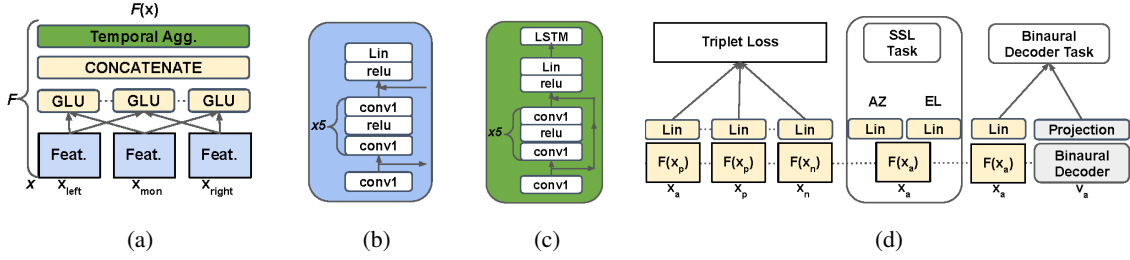 F(x)
Temporal Agg.
CONCATENATE
F
GLU GLU GLU
Feat. Feat. Feat.
x x_left x_mon x_right
(a)
Lin
relu
conv1
x5 relu
conv1
conv1
(b)
LSTM
Lin
relu
conv1
x5 relu
conv1
conv1
(c)
Triplet Loss
SSL
Task
Binaural
Decoder Task
AZ EL
Lin Lin Lin Lin Lin Lin Projection
F(x_p) F(x_p) F(x_n) F(x_a) F(x_a) Binaural
Decoder
x_a x_p x_n x_a x_a v_a
(d)